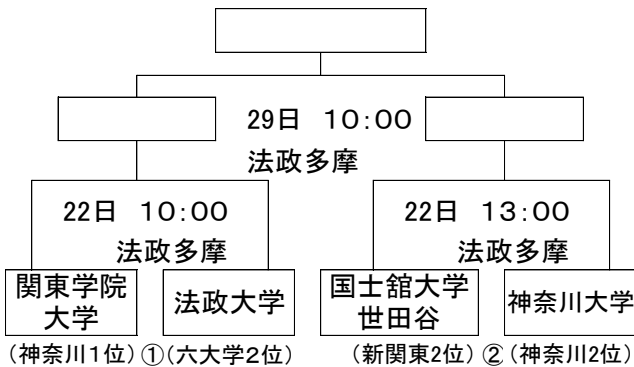 29日 10:00
法政多摩
22日 10:00
法政多摩
22日 13:00
法政多摩
関東学院
大学
法政大学
国士舘大学
世田谷
神奈川大学
(神奈川1位)①(六大学2位)
(新関東2位)②(神奈川2位)